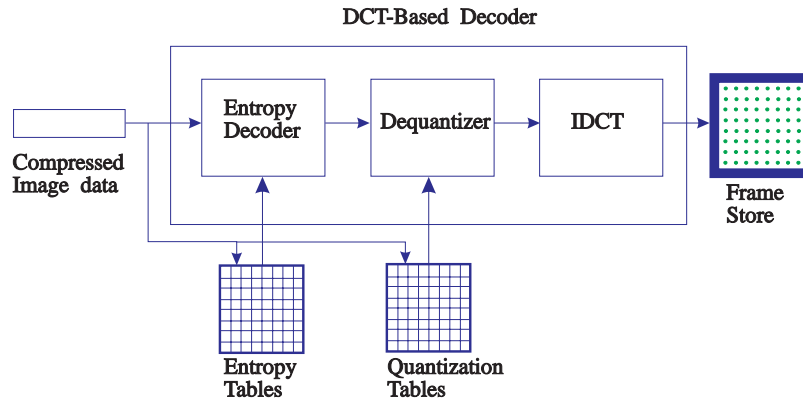 DCT-Based Decoder
Entropy
Decoder
Dequantizer
IDCT
Compressed
Image data
Frame
Store
Entropy
Tables
Quantization
Tables